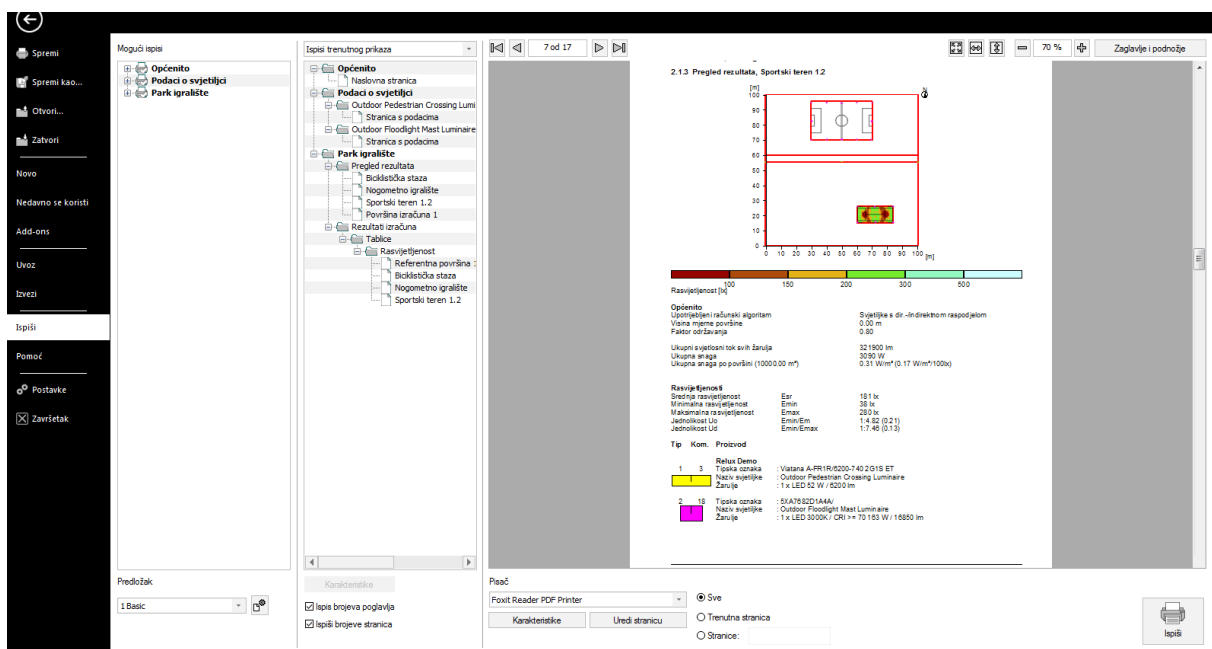 Spremi
Spremi kao...
Otvori...
Zatvori
Novo
Nedavno se koristi
Add-ons
Uvoz
Izvezi
Ispiši
Pomoć
Postavke
Završetak
Mogući ispisi
Općenito
Podaci o svjetiljci
Park igralište
Predložak
1 Basic
Ispisi trenutnog prikaza
Općenito
Naslovna stranica
Podaci o svjetiljci
Outdoor Pedestrian Crossing Lumi
Stranica s podacima
Outdoor Floodlight Mast Luminaire
Stranica s podacima
Park igralište
Pregled rezultata
Biciklistička staza
Nogometno igralište
Sportski teren 1.2
Površina izračuna 1
Rezultati izračuna
Tablice
Rasvijetljenost
Referentna površina :
Biciklistička staza
Nogometno igralište
Sportski teren 1.2
Karakteristike
Ispis brojeva poglavlja
Ispiši brojeve stranica
7 od 17
70 %
Zaglavlje i podnožje
2.1.3 Pregled rezultata, Sportski teren 1.2
[m]
100
90
80
70
60
50
40
30
20
10
0
0 10 20 30 40 50 60 70 80 90 100 [m]
100 150 200 300 500
Rasvijetljenost [lx]
Općenito
Upotrijebljeni računski algoritam Svjetiljke s dir.-/indirektnom raspodjelom
Visina mjerne površine 0.00 m
Faktor održavanja 0.80
Ukupni svjetlosni tok svih žarulja 321900 lm
Ukupna snaga 3090 W
Ukupna snaga po površini (10000.00 m²) 0.31 W/m² (0.17 W/m²/100lx)
Rasvijetljenosti
Srednja rasvijetljenost Esr 181 lx
Minimalna rasvijetljenost Emin 38 lx
Maksimalna rasvijetljenost Emax 280 lx
Jednolikost Uo Emin/Em 1:4.82 (0.21)
Jednolikost Ud Emin/Emax 1:7.46 (0.13)
Tip Kom. Proizvod
Relux Demo
1 3 Tipska oznaka : Viatana A-FR1R/6200-740 2G1S ET
Naziv svjetiljke : Outdoor Pedestrian Crossing Luminaire
Žarulje : 1 x LED 52 W / 6200 lm
2 18 Tipska oznaka : 5XA7682D1A4A/
Naziv svjetiljke : Outdoor Floodlight Mast Luminaire
Žarulje : 1 x LED 3000K / CRI >= 70 163 W / 16850 lm
Pisač
Foxit Reader PDF Printer
Karakteristike
Uredi stranicu
Sve
Trenutna stranica
Stranice:
Ispiši